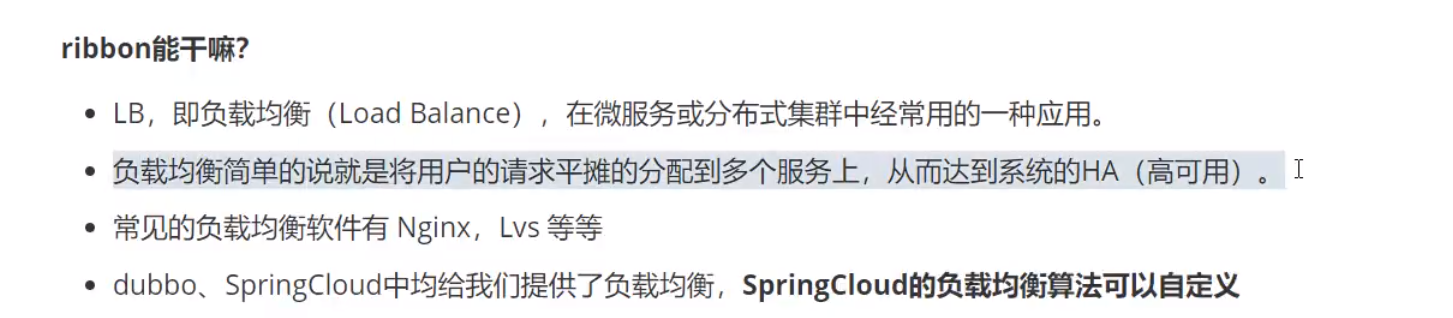 ribbon能干嘛?
• LB，即负载均衡（Load Balance），在微服务或分布式集群中经常用的一种应用。
• 负载均衡简单的说就是将用户的请求平摊的分配到多个服务上，从而达到系统的HA（高可用）。
• 常见的负载均衡软件有 Nginx，Lvs 等等
• dubbo、SpringCloud中均给我们提供了负载均衡，SpringCloud的负载均衡算法可以自定义